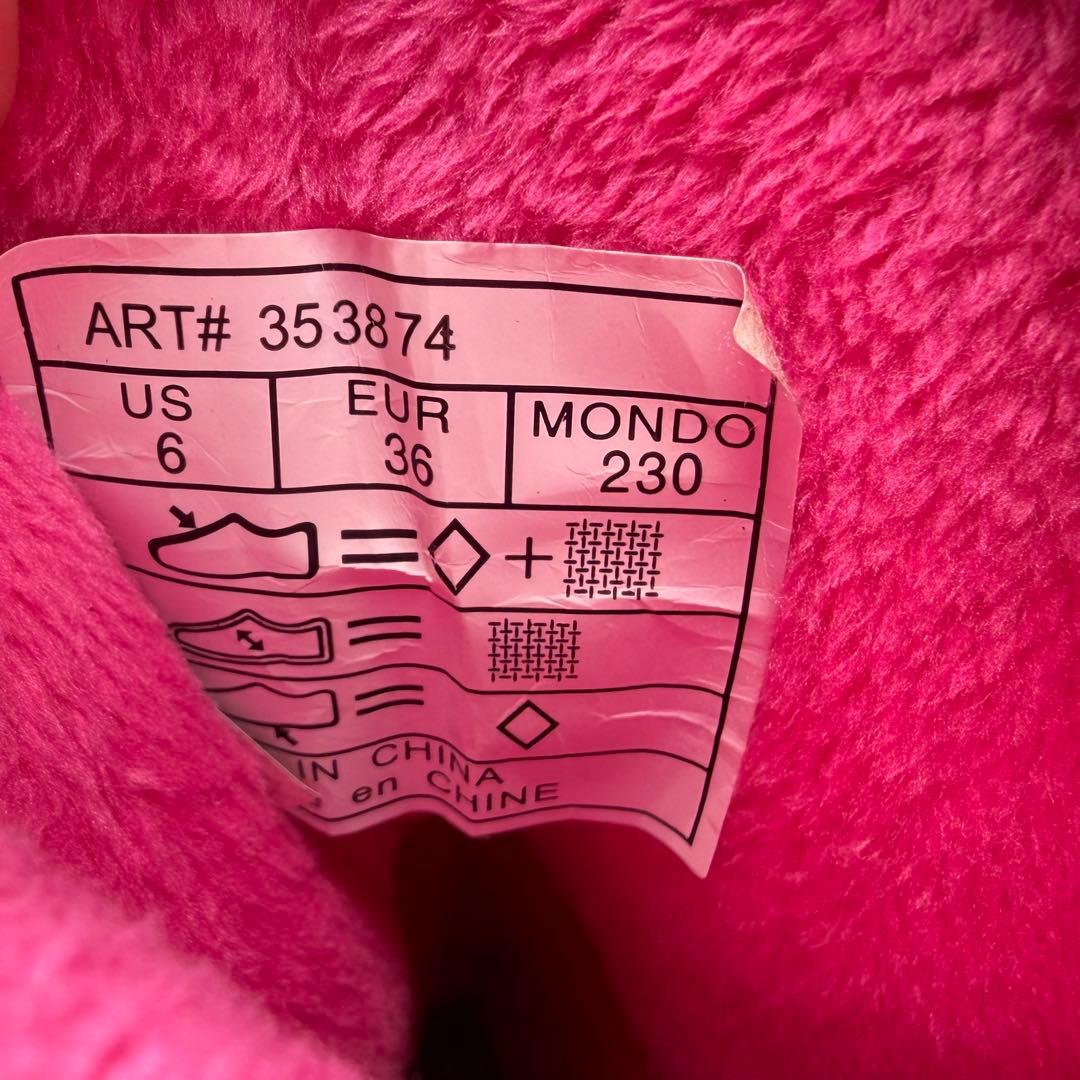 ART# 353874
US EUR MONDO
6 36 230
IN CHINA
en CHINE